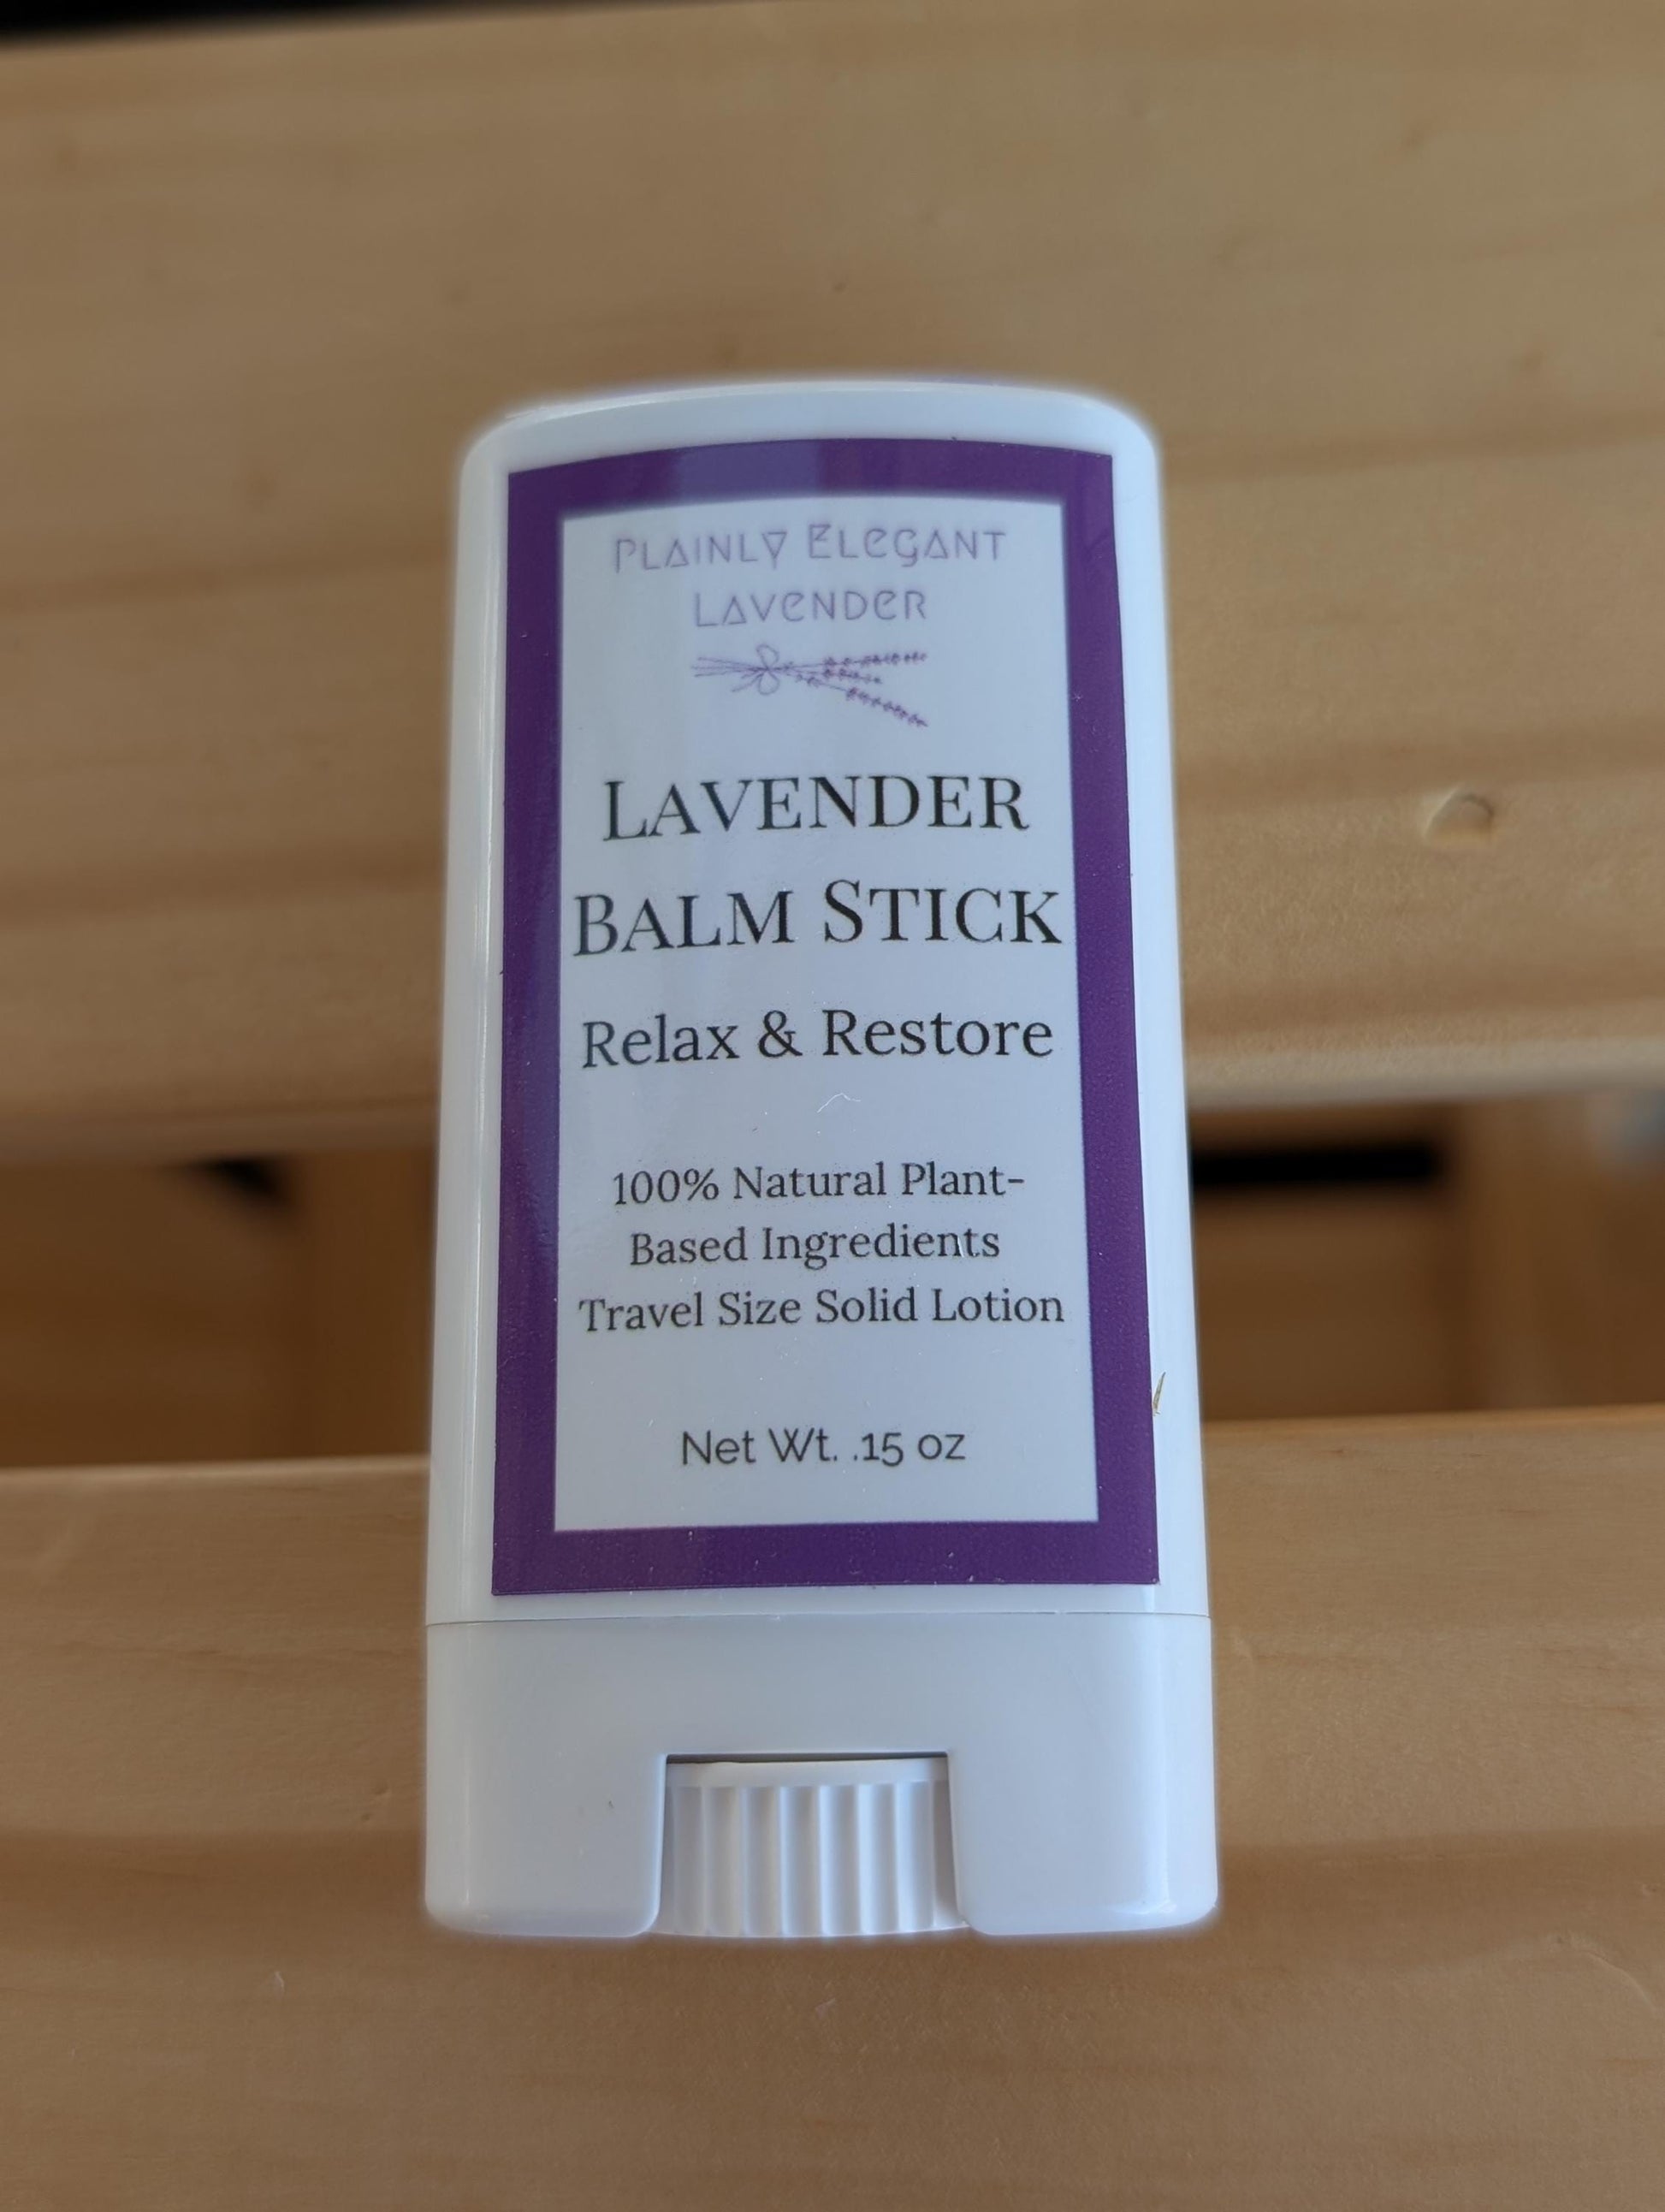 PLAINLY ELEGANT
LAVENDER
LAVENDER
BALM STICK
Relax & Restore
100% Natural Plant-
Based Ingredients
Travel Size Solid Lotion
Net Wt. .15 oz